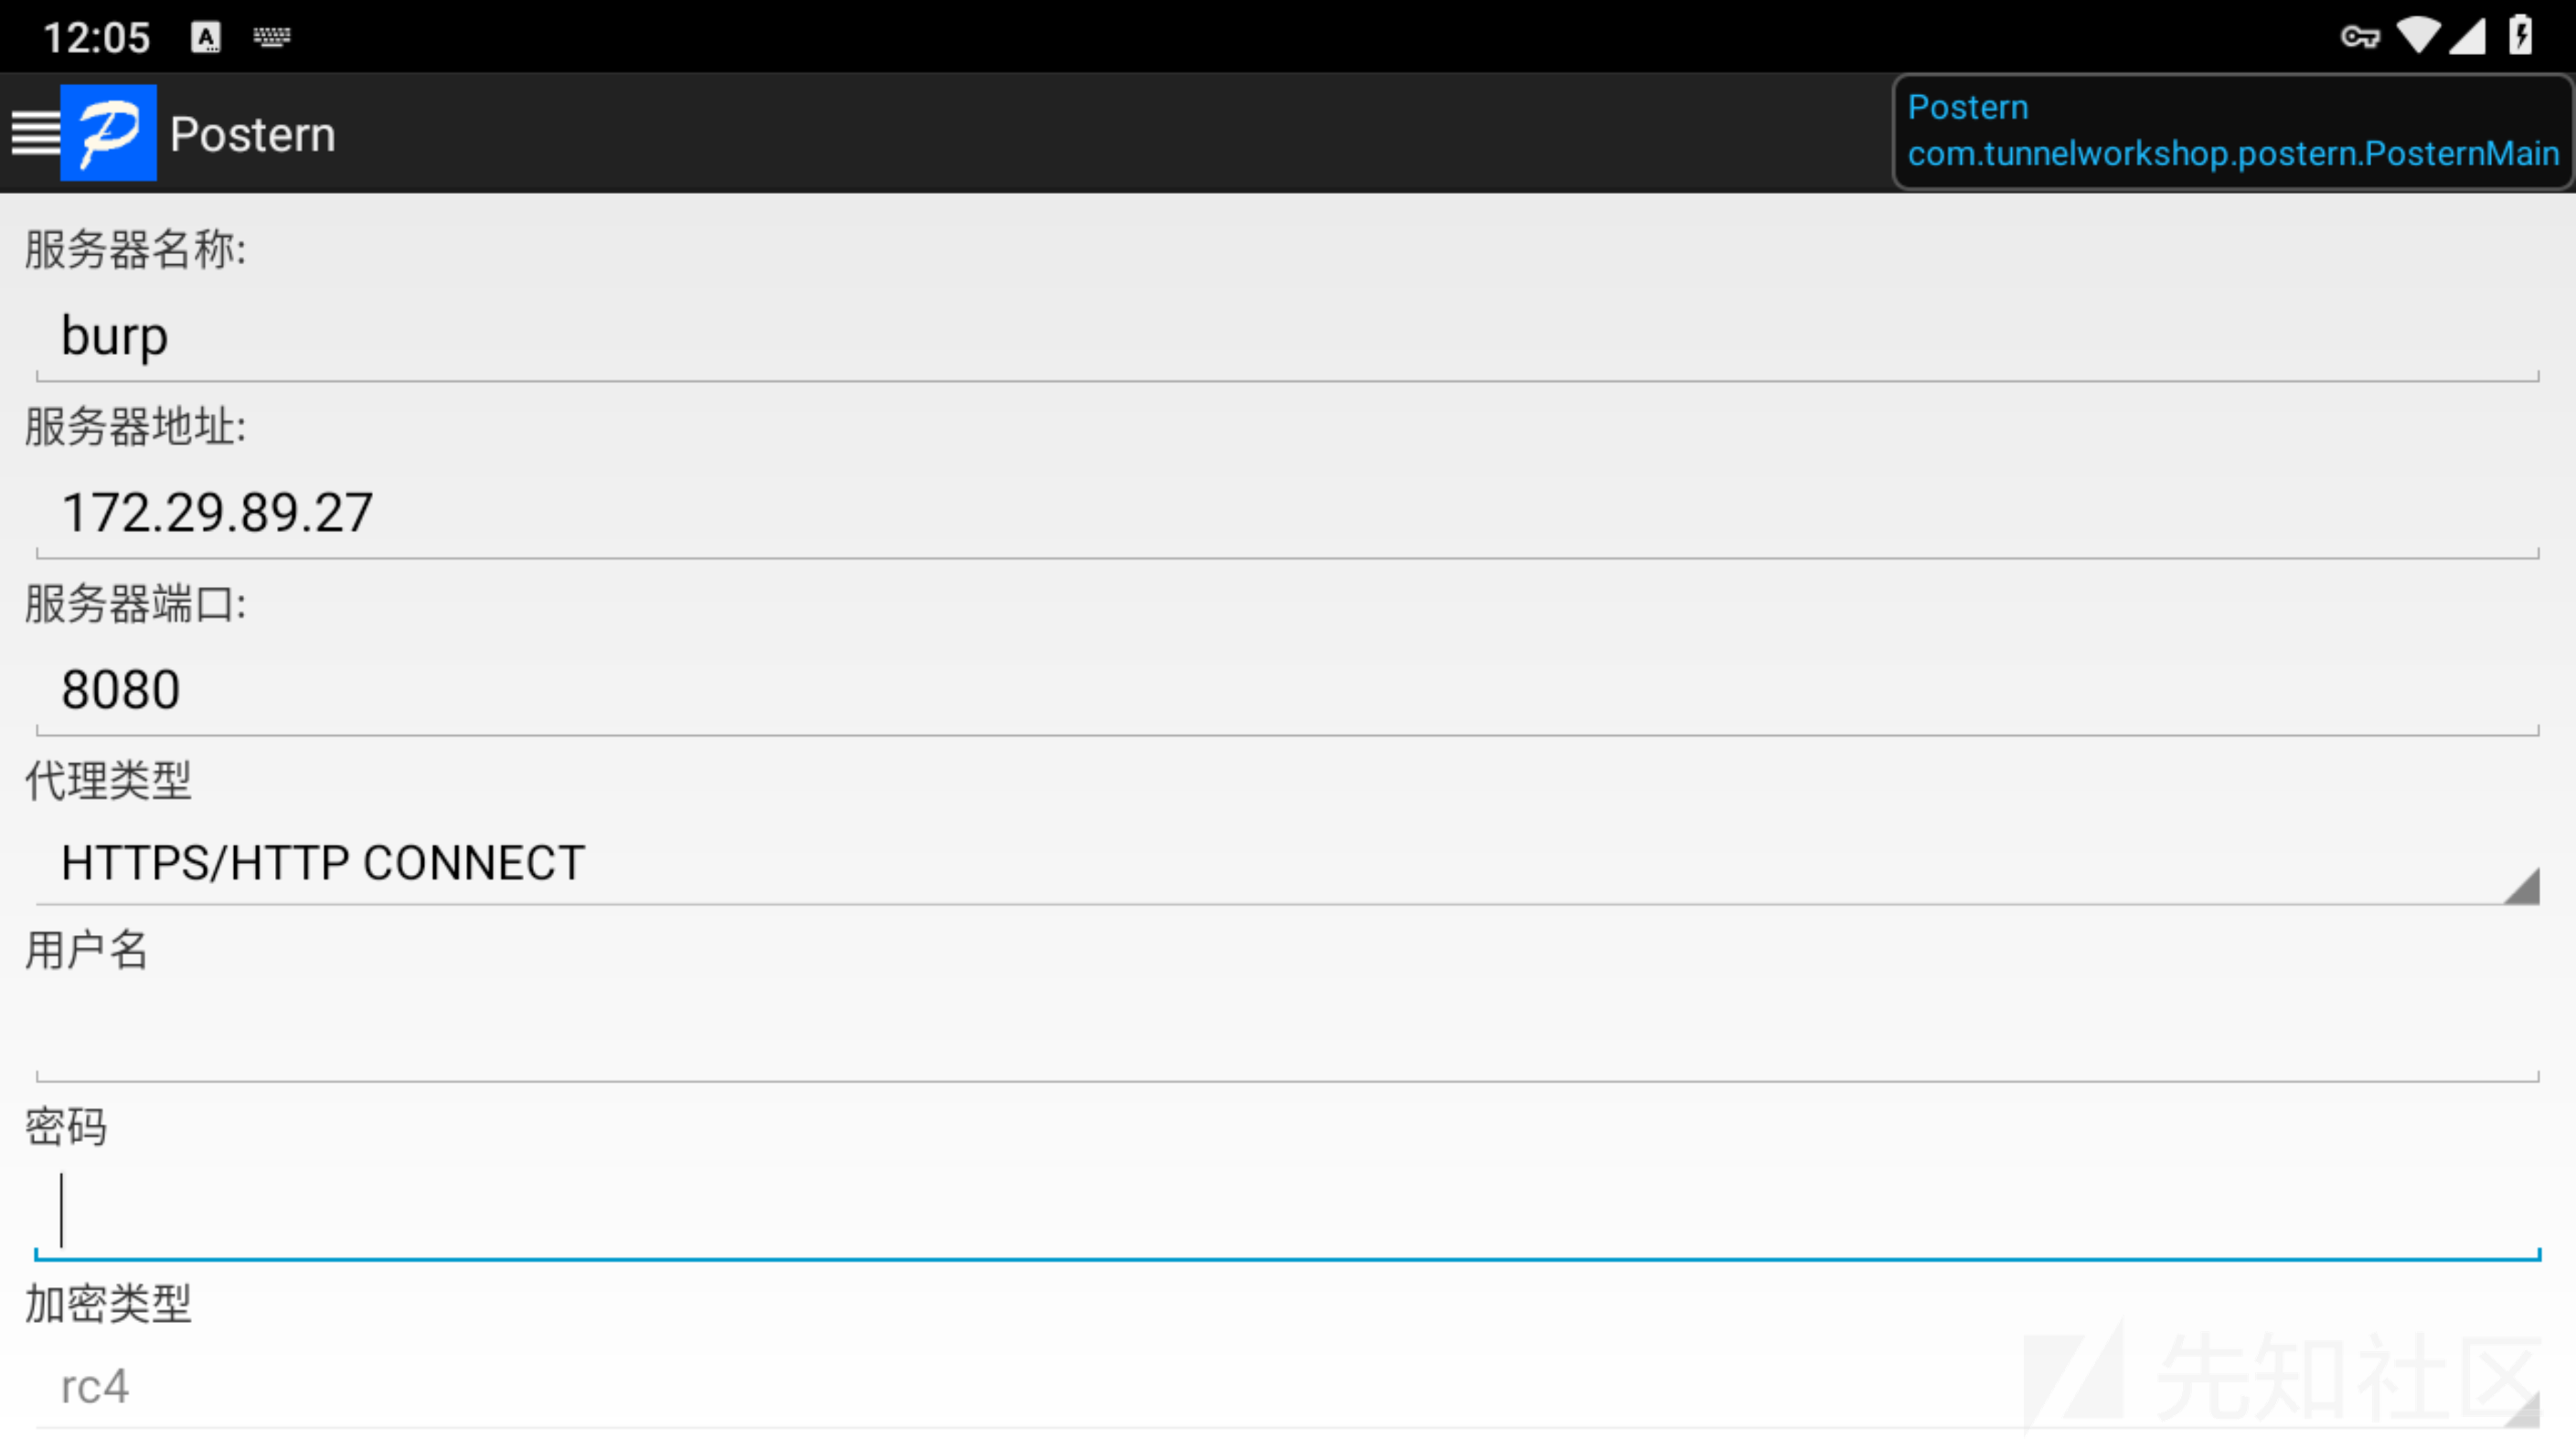 12:05
Postern
Postern
com.tunnelworkshop.postern.PosternMain
服务器名称:
burp
服务器地址:
172.29.89.27
服务器端口:
8080
代理类型
HTTPS/HTTP CONNECT
用户名
密码
加密类型
rc4
先知社区